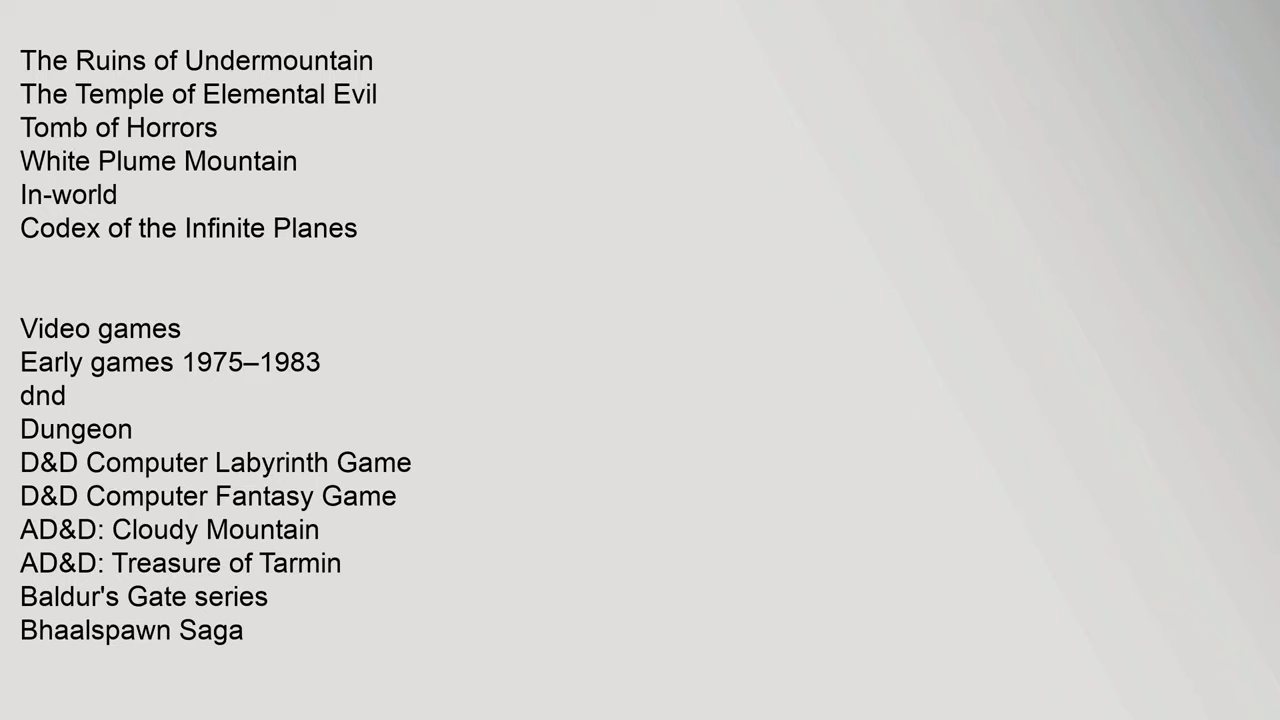 The Ruins of Undermountain
The Temple of Elemental Evil
Tomb of Horrors
White Plume Mountain
In-world
Codex of the Infinite Planes
Video games
Early games 1975–1983
dnd
Dungeon
D&D Computer Labyrinth Game
D&D Computer Fantasy Game
AD&D: Cloudy Mountain
AD&D: Treasure of Tarmin
Baldur's Gate series
Bhaalspawn Saga